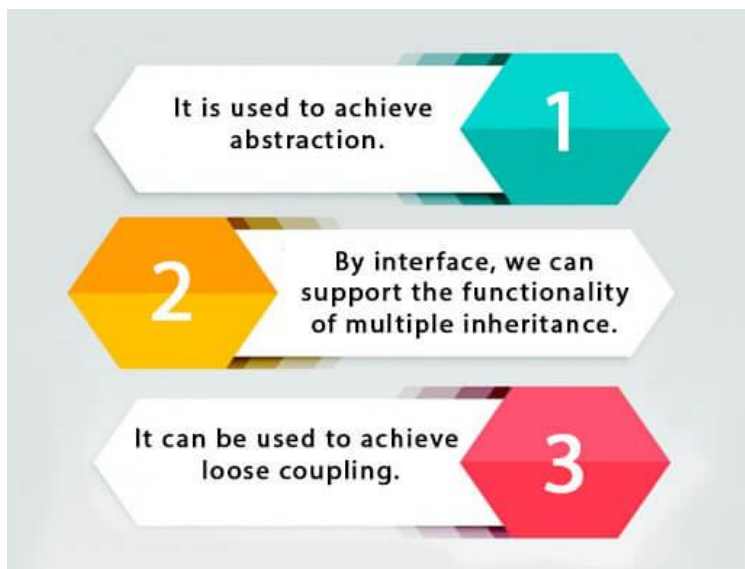 It is used to achieve
abstraction.
1
2
By interface, we can
support the functionality
of multiple inheritance.
It can be used to achieve
loose coupling.
3